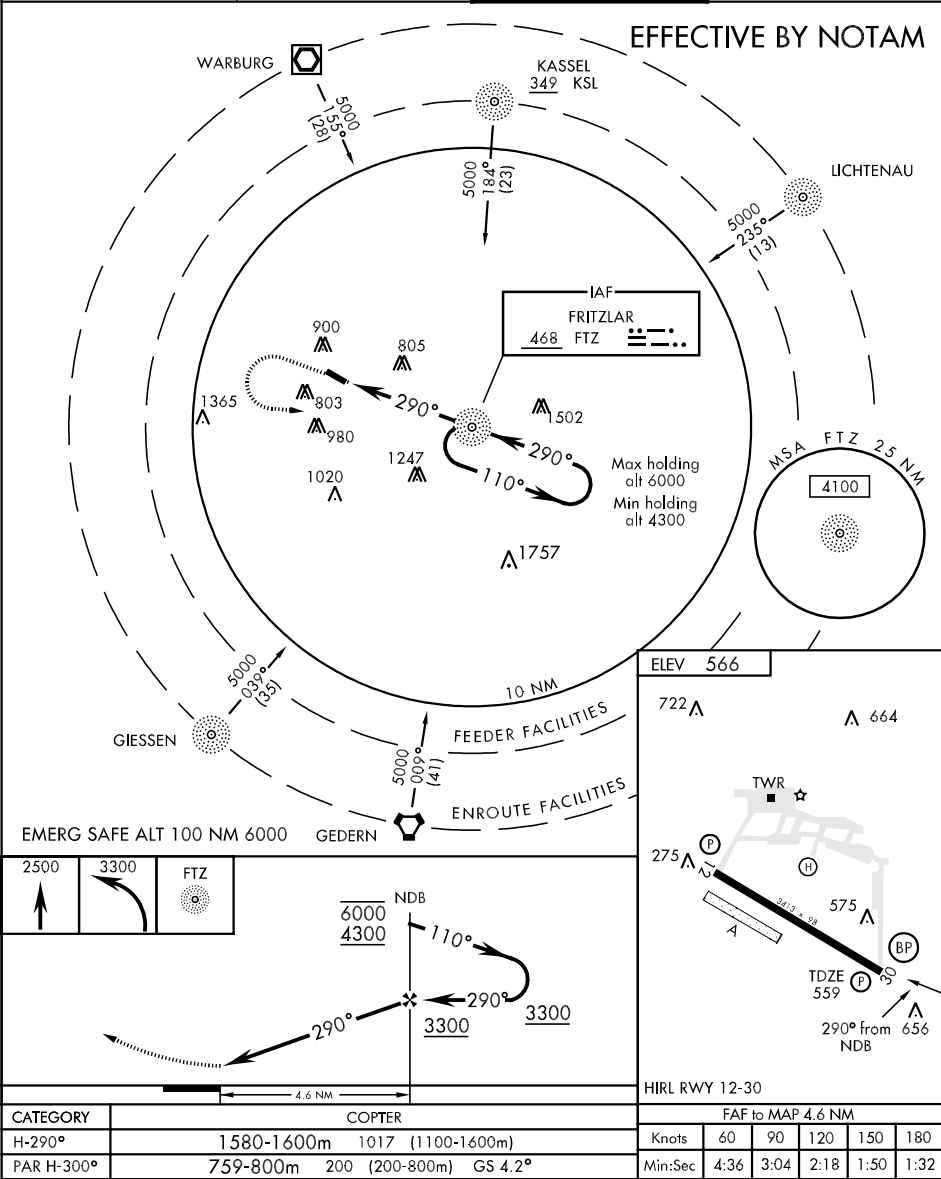 EFFECTIVE BY NOTAM
WARBURG
5000
155°
(28)
KASSEL
349 KSL
5000
184°
(23)
LICHTENAU
5000
235°
(13)
IAF
FRITZLAR
468 FTZ
900
805
803
980
1365
1020
1247
1502
1757
290°
290°
110°
Max holding
alt 6000
Min holding
alt 4300
MSA FTZ 25 NM
4100
10 NM
FEEDER FACILITIES
ENROUTE FACILITIES
GIESSEN
5000
039°
(35)
GEDERN
5000
009°
(41)
EMERG SAFE ALT 100 NM 6000
ELEV 566
722
664
TWR
275
P
H
12
3413 x 98
A
575
BP
TDZE
559
P
30
290° from
NDB
656
HIRL RWY 12-30
2500
3300
FTZ
NDB
6000
4300
110°
290°
3300
3300
290°
4.6 NM
CATEGORY COPTER
H-290° 1580-1600m 1017 (1100-1600m)
PAR H-300° 759-800m 200 (200-800m) GS 4.2°
FAF to MAP 4.6 NM
Knots 60 90 120 150 180
Min:Sec 4:36 3:04 2:18 1:50 1:32